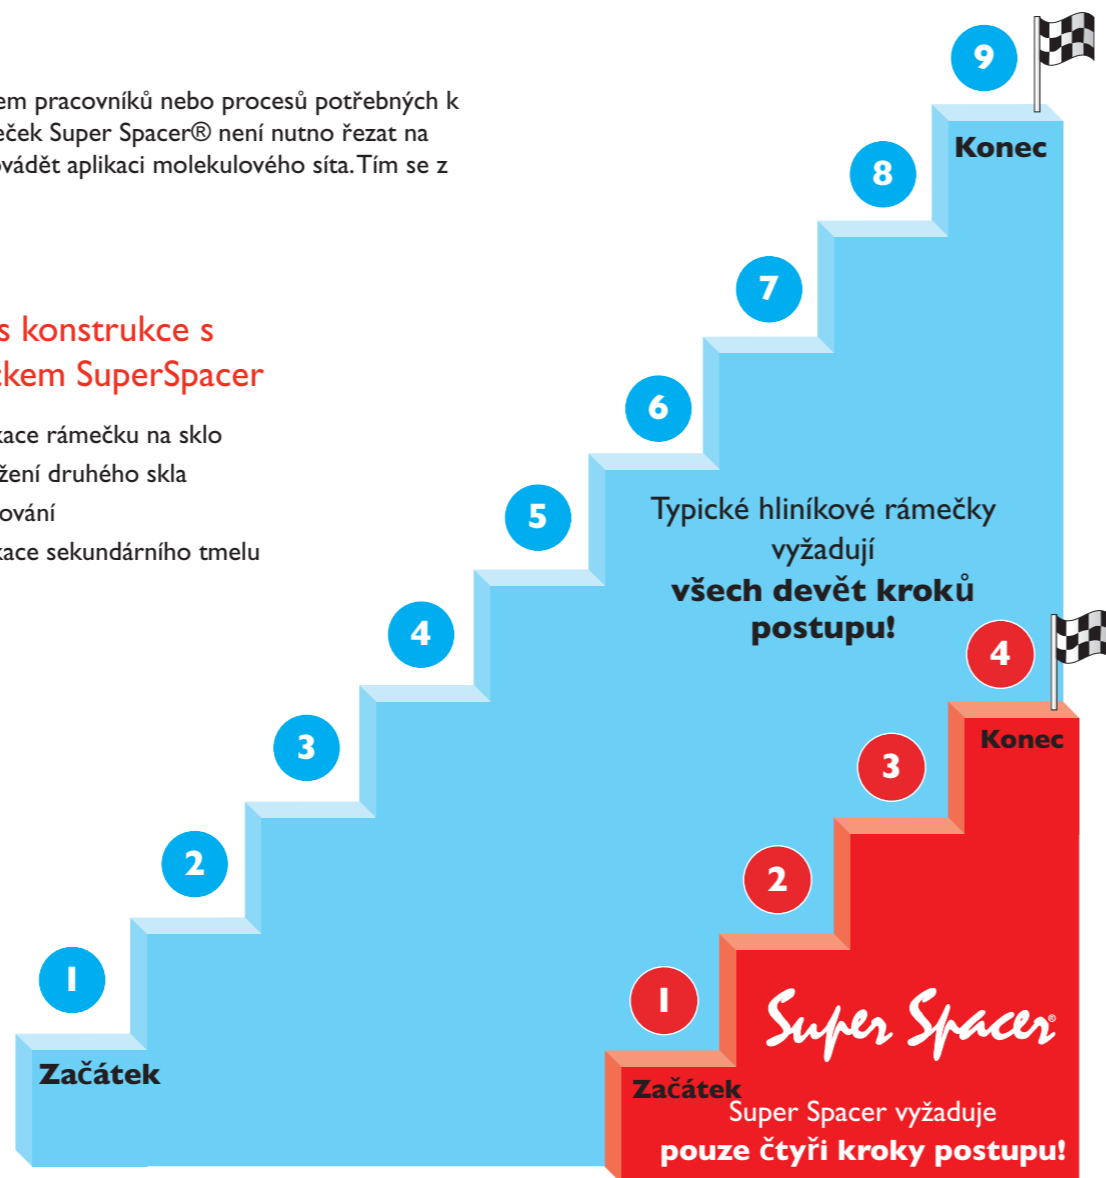 em pracovníků nebo procesů potřebných k
eček Super Spacer® není nutno řezat na
vádět aplikaci molekulového síta. Tím se z
s konstrukce s
kem SuperSpacer
kace rámečku na sklo
žení druhého skla
ování
kace sekundárního tmelu
9
Konec
8
7
6
5
4
3
2
1
Začátek
Typické hliníkové rámečky
vyžadují
všech devět kroků
postupu!
4
Konec
3
2
1
Začátek
Super Spacer®
Super Spacer vyžaduje
pouze čtyři kroky postupu!